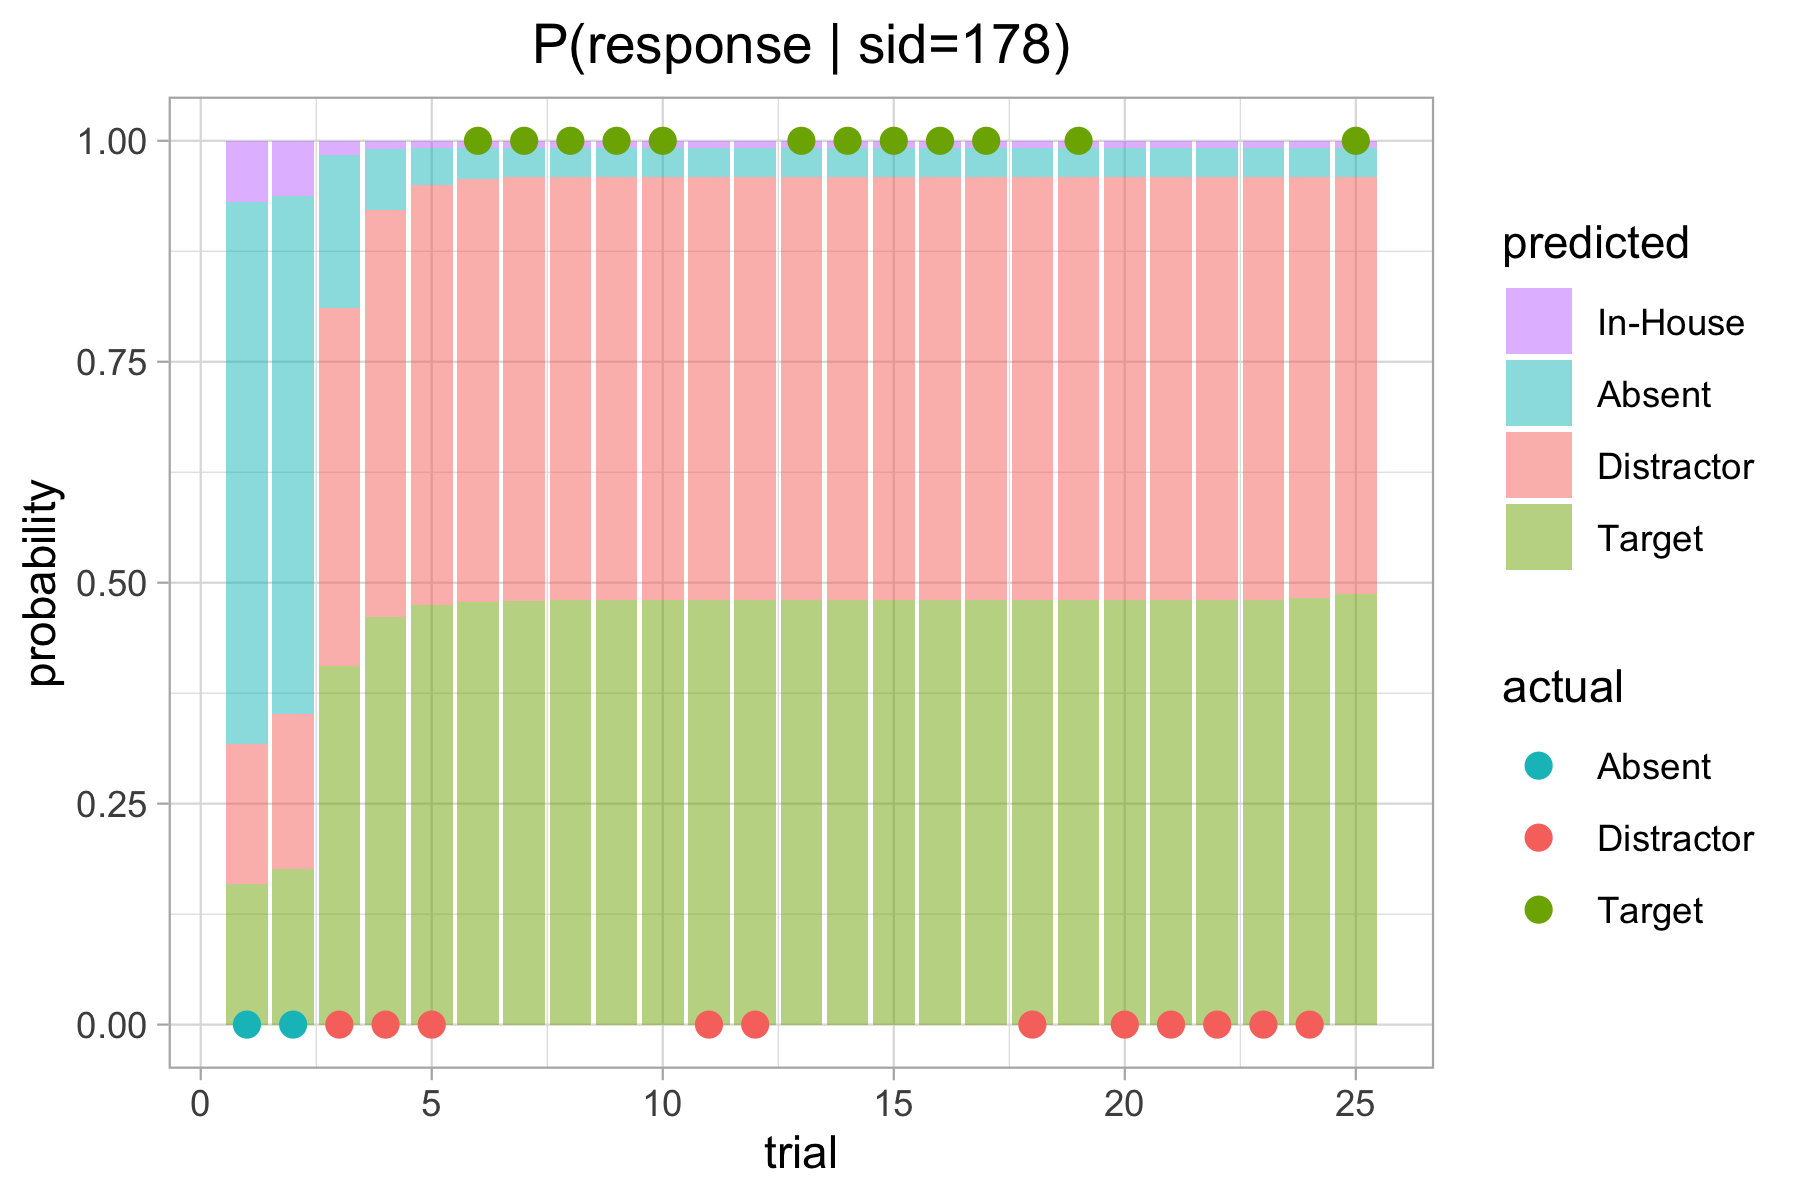 P(response | sid=178)
probability
1.00
0.75
0.50
0.25
0.00
0 5 10 15 20 25
trial
predicted
In-House
Absent
Distractor
Target
actual
Absent
Distractor
Target